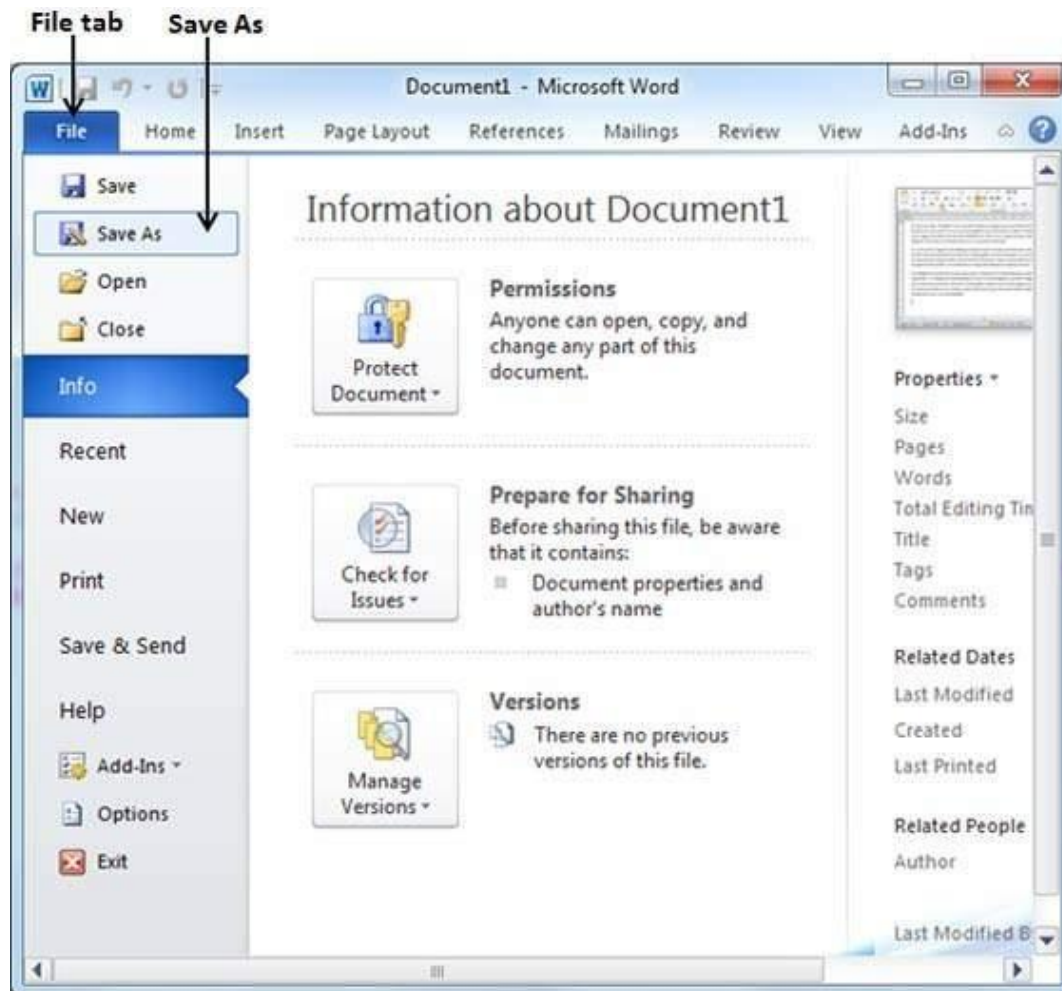 File tab Save As
W Document1 - Microsoft Word
File Home Insert Page Layout References Mailings Review View Add-Ins ?
Save
Save As
Open
Close
Info
Recent
New
Print
Save & Send
Help
Add-Ins
Options
Exit
Information about Document1
Protect
Document
Permissions
Anyone can open, copy, and
change any part of this
document.
Check for
Issues
Prepare for Sharing
Before sharing this file, be aware
that it contains:
Document properties and
author's name
Manage
Versions
Versions
There are no previous
versions of this file.
Properties
Size
Pages
Words
Total Editing Tim
Title
Tags
Comments
Related Dates
Last Modified
Created
Last Printed
Related People
Author
Last Modified B